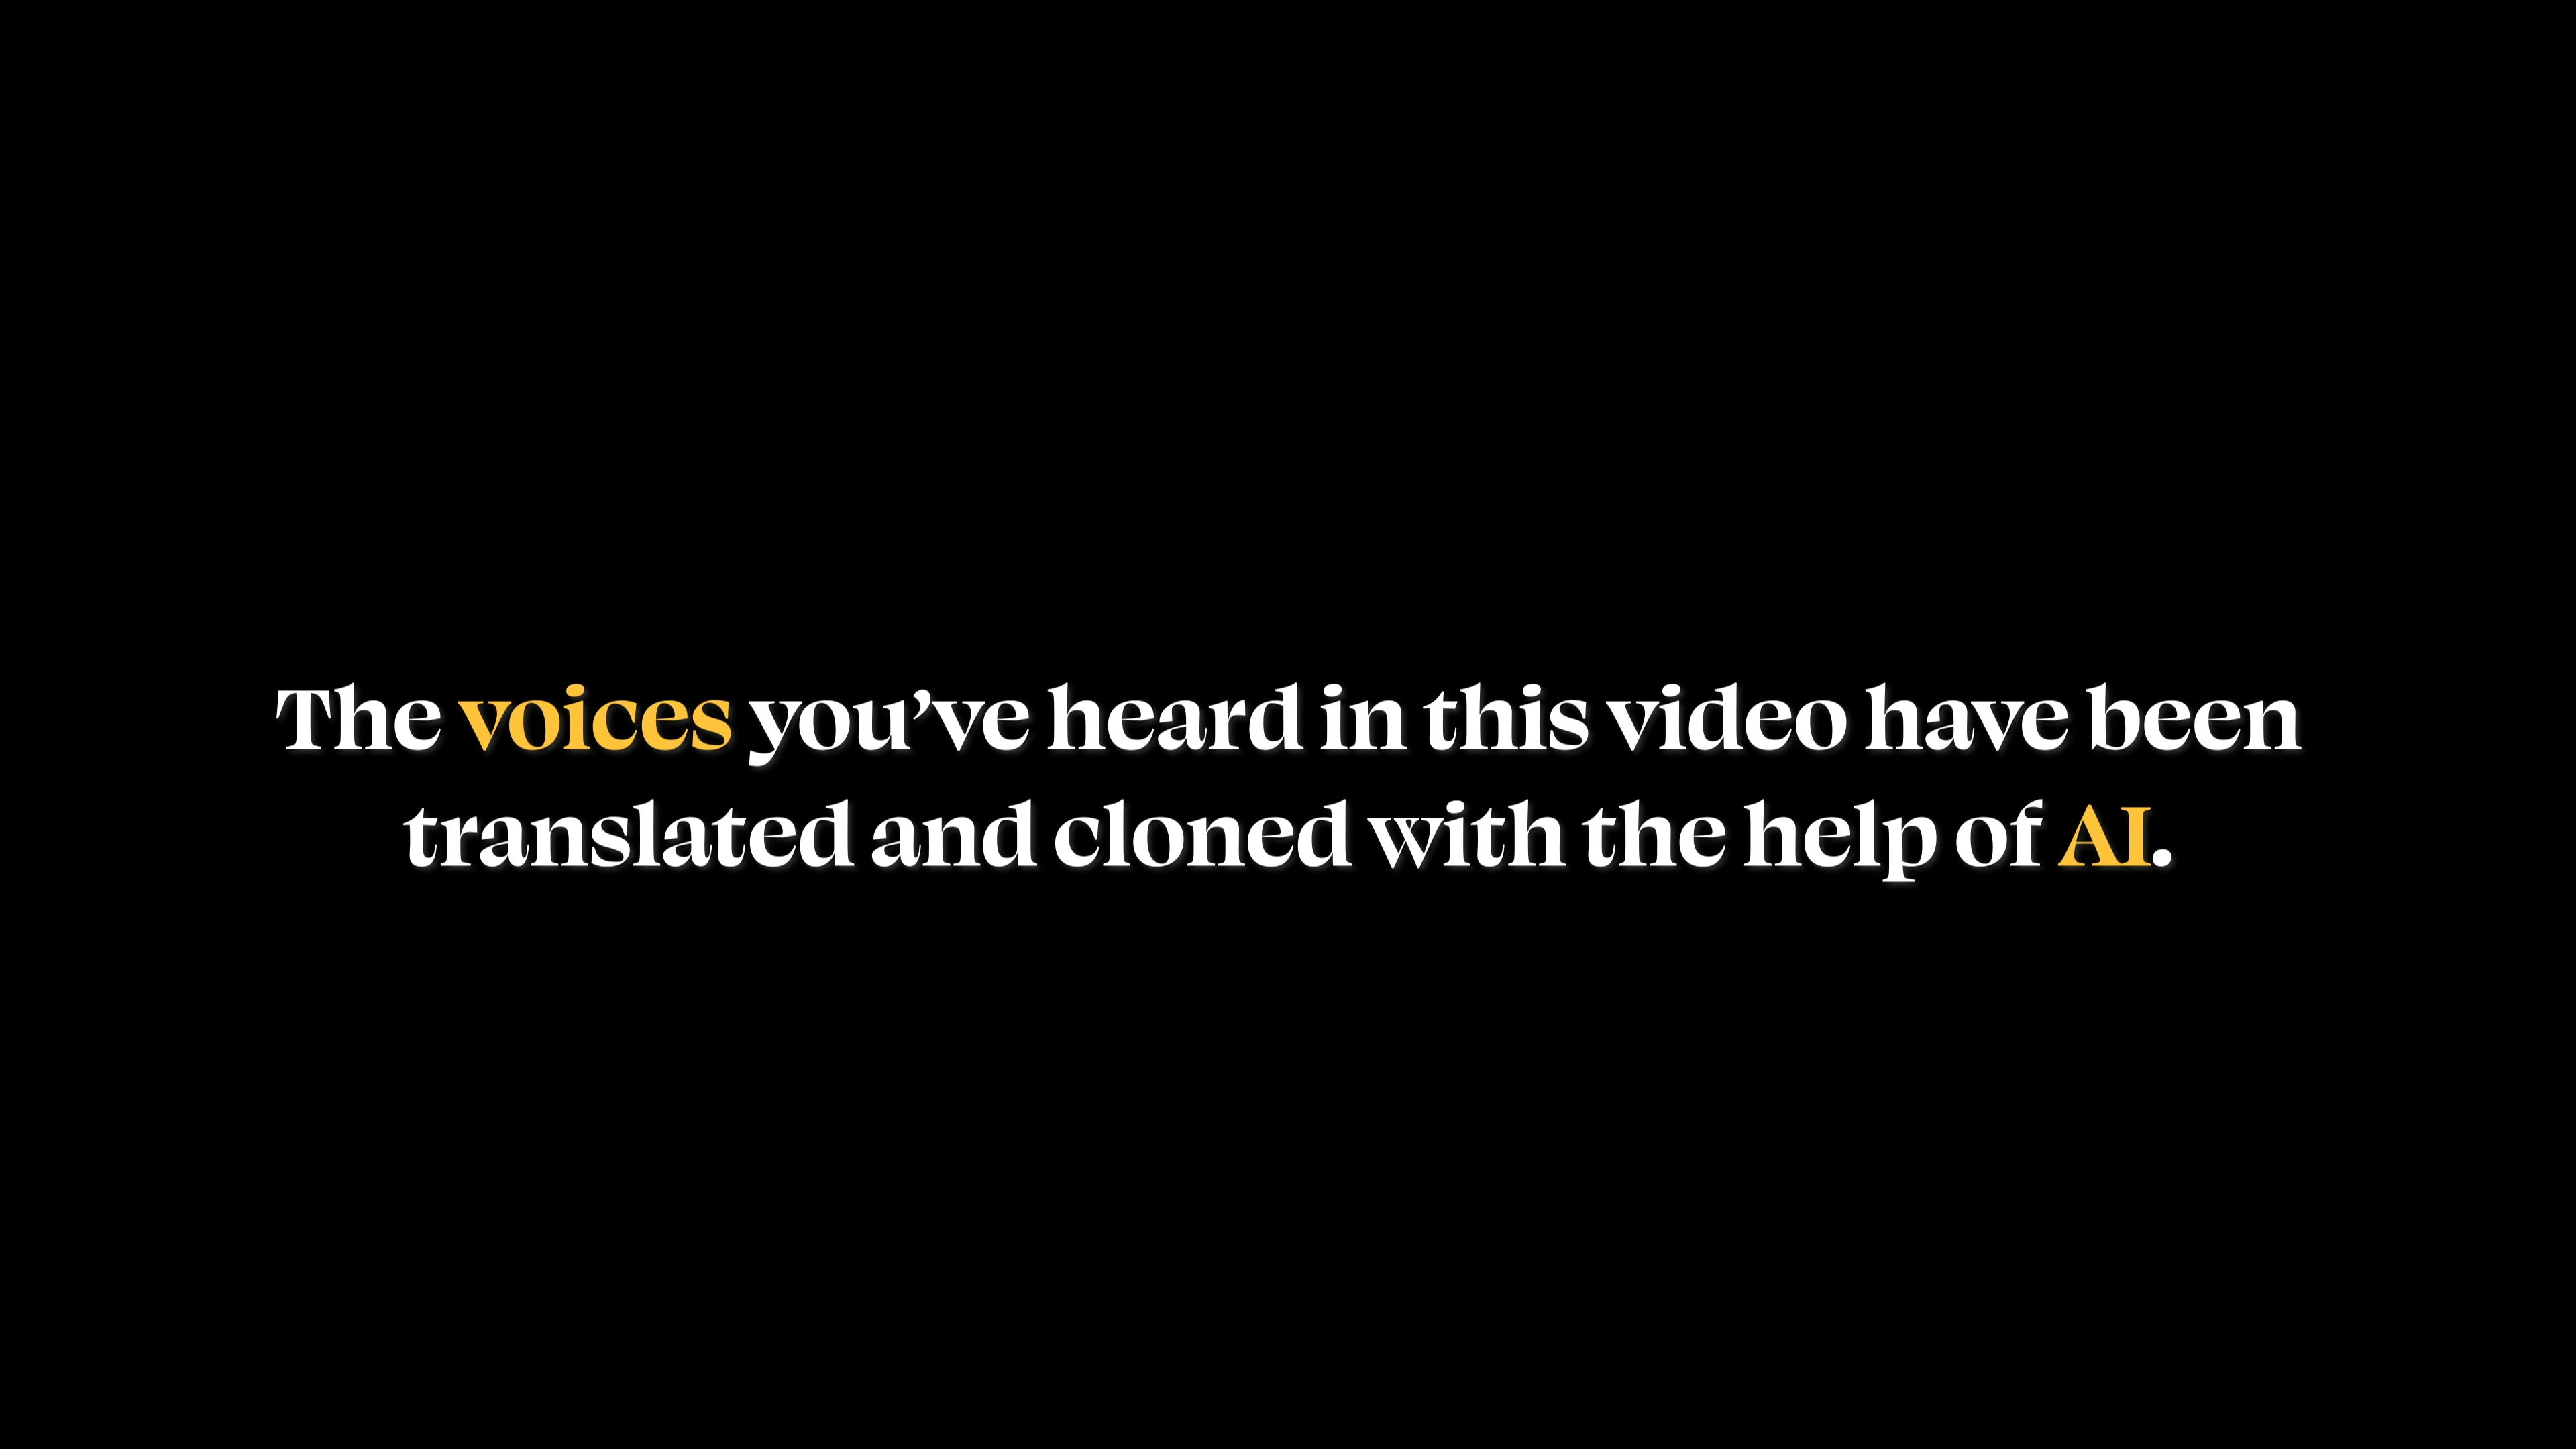 The voices you’ve heard in this video have been
translated and cloned with the help of AI.